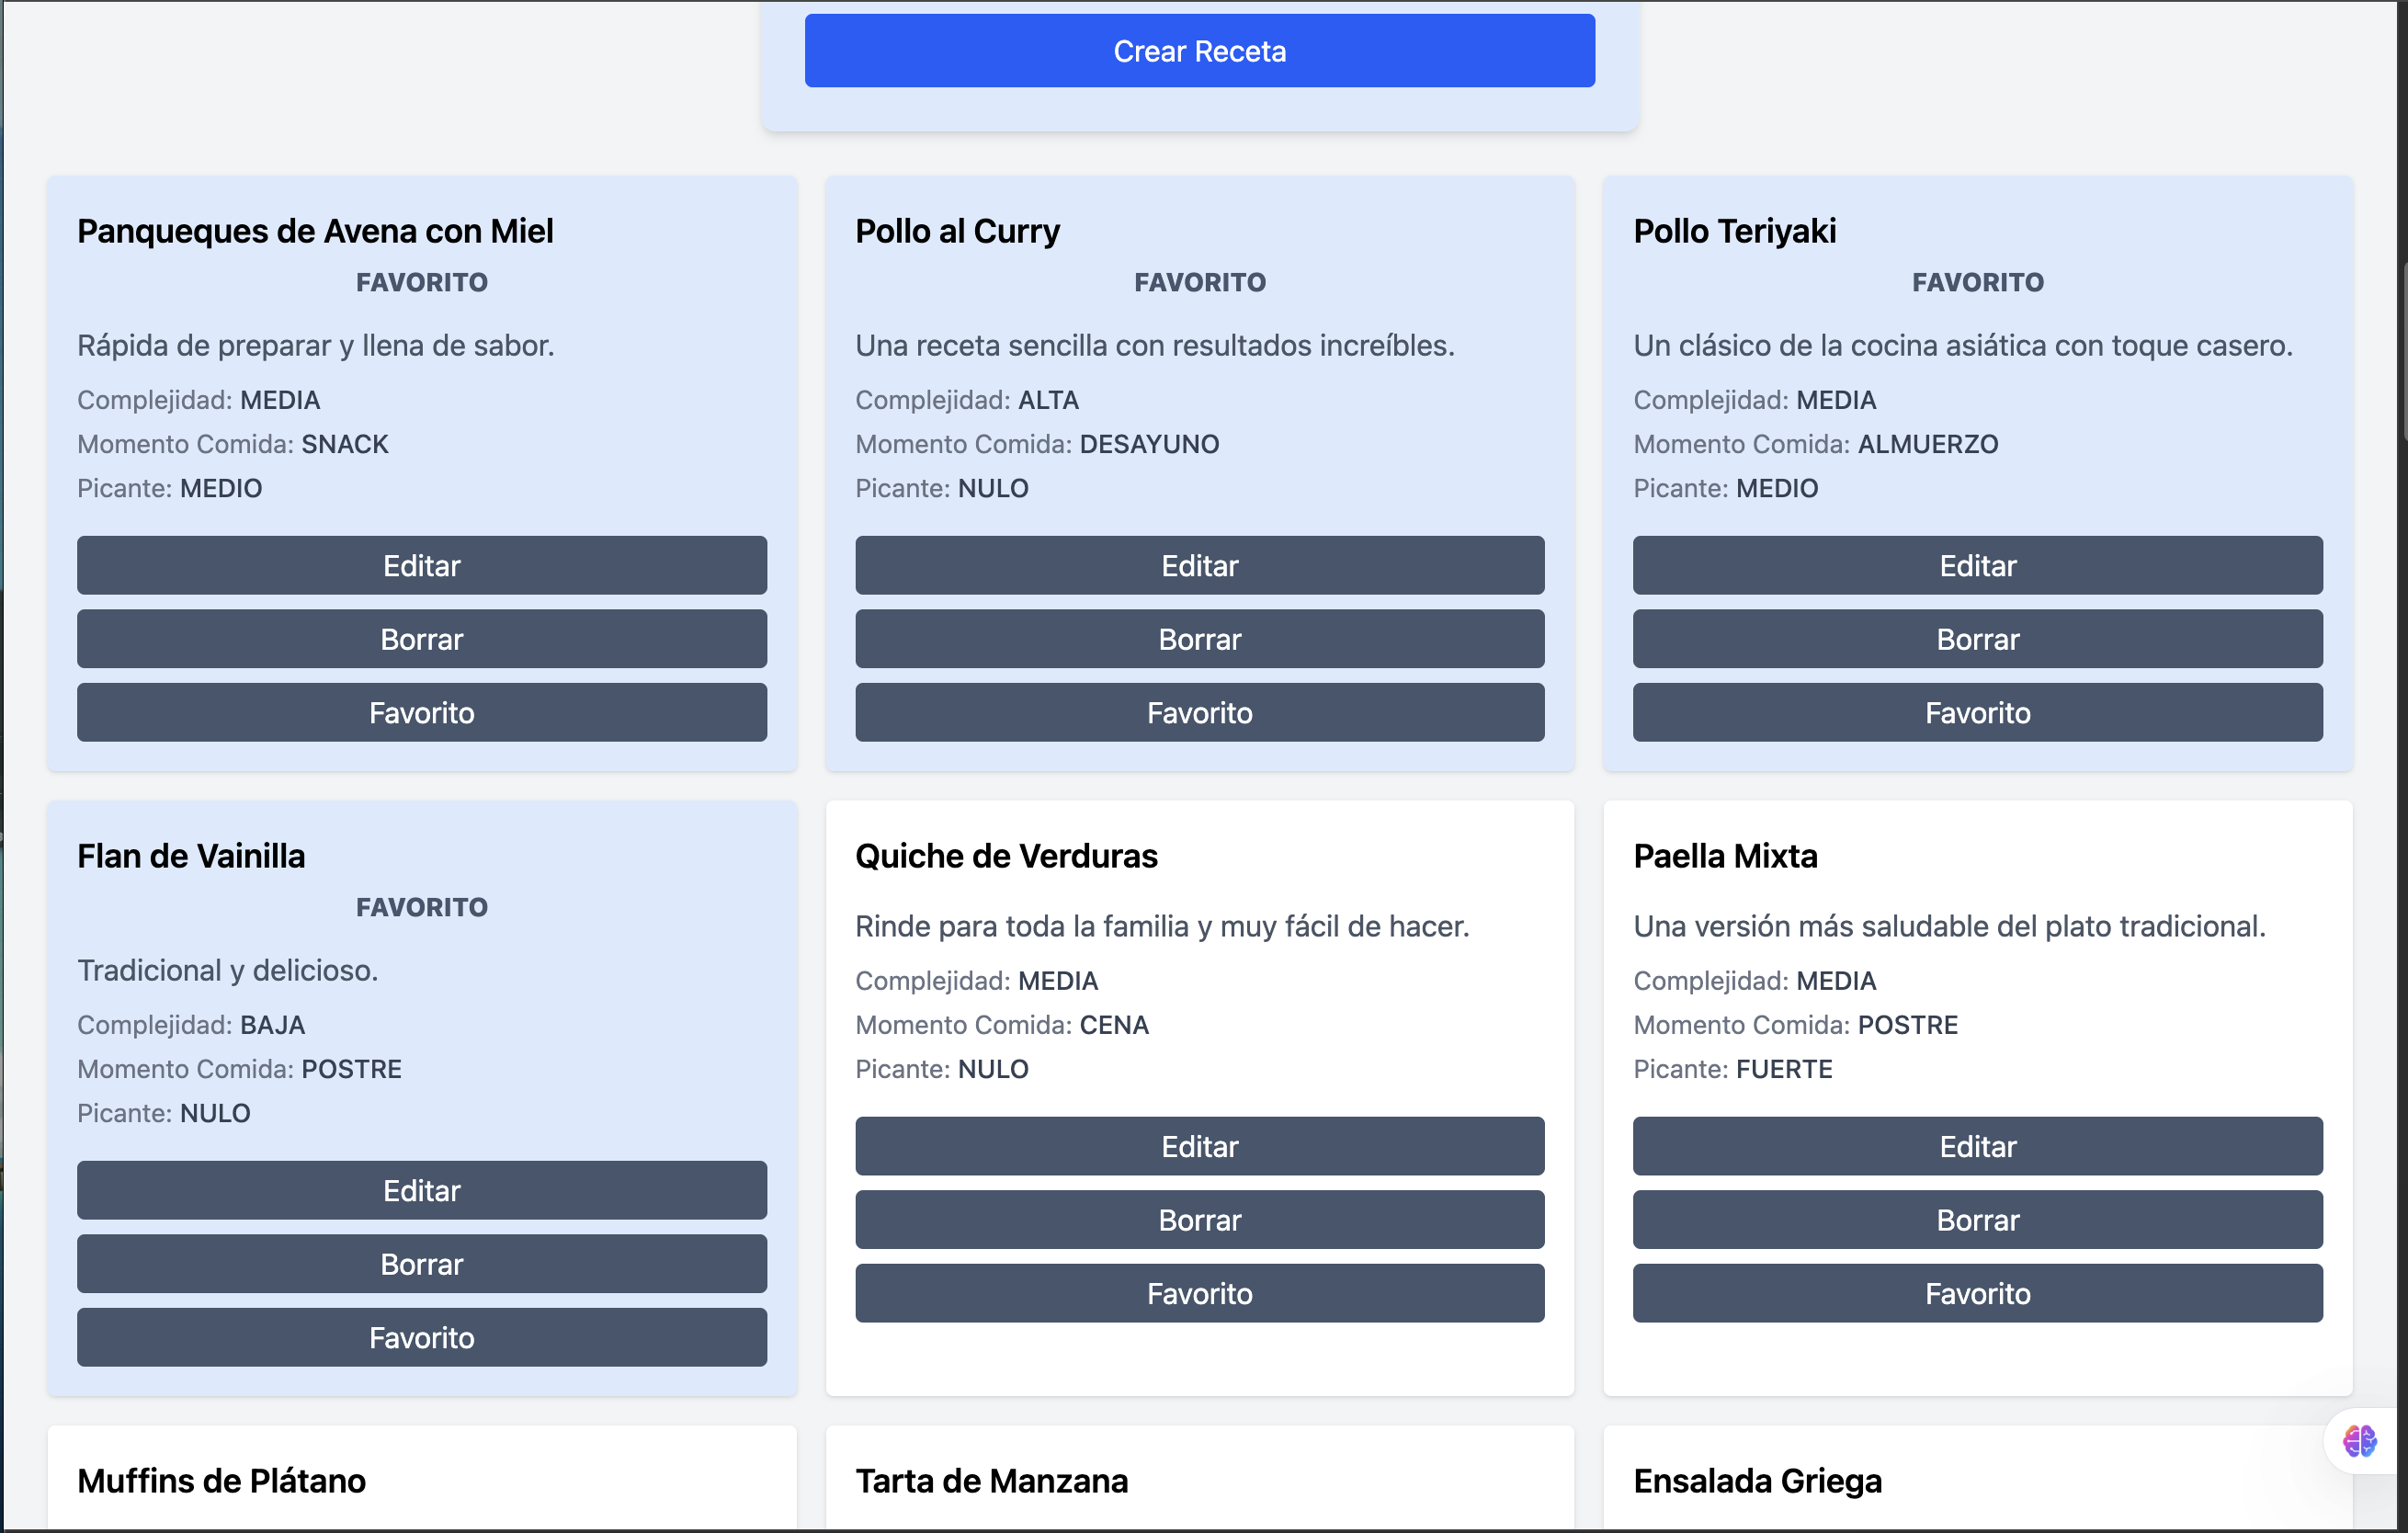 Crear Receta
Panqueques de Avena con Miel
FAVORITO
Rápida de preparar y llena de sabor.
Complejidad: MEDIA
Momento Comida: SNACK
Picante: MEDIO
Editar
Borrar
Favorito
Pollo al Curry
FAVORITO
Una receta sencilla con resultados increíbles.
Complejidad: ALTA
Momento Comida: DESAYUNO
Picante: NULO
Editar
Borrar
Favorito
Pollo Teriyaki
FAVORITO
Un clásico de la cocina asiática con toque casero.
Complejidad: MEDIA
Momento Comida: ALMUERZO
Picante: MEDIO
Editar
Borrar
Favorito
Flan de Vainilla
FAVORITO
Tradicional y delicioso.
Complejidad: BAJA
Momento Comida: POSTRE
Picante: NULO
Editar
Borrar
Favorito
Quiche de Verduras
Rinde para toda la familia y muy fácil de hacer.
Complejidad: MEDIA
Momento Comida: CENA
Picante: NULO
Editar
Borrar
Favorito
Paella Mixta
Una versión más saludable del plato tradicional.
Complejidad: MEDIA
Momento Comida: POSTRE
Picante: FUERTE
Editar
Borrar
Favorito
Muffins de Plátano
Tarta de Manzana
Ensalada Griega